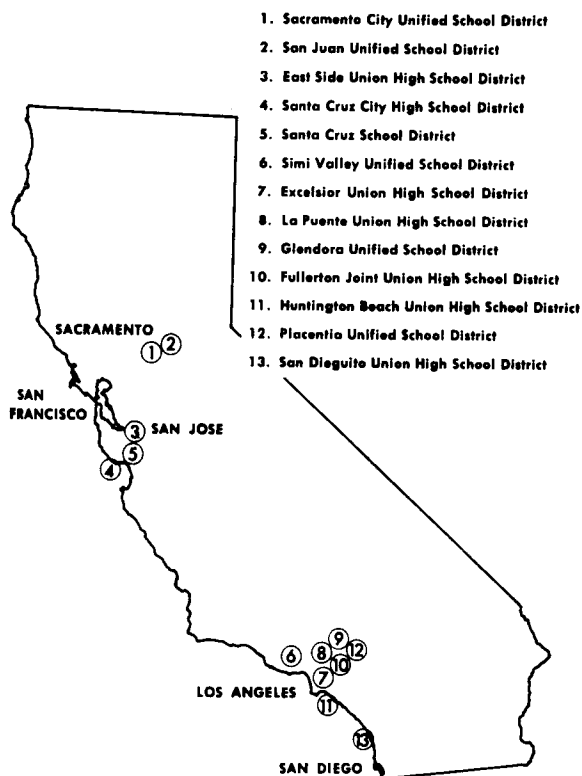 1. Sacramento City Unified School District
2. San Juan Unified School District
3. East Side Union High School District
4. Santa Cruz City High School District
5. Santa Cruz School District
6. Simi Valley Unified School District
7. Excelsior Union High School District
8. La Puente Union High School District
9. Glendora Unified School District
10. Fullerton Joint Union High School District
11. Huntington Beach Union High School District
12. Placentia Unified School District
13. San Dieguito Union High School District
SACRAMENTO
1 2
SAN
FRANCISCO
3 SAN JOSE
5
4
9
6 8 12
10
7
LOS ANGELES
11
13
SAN DIEGO